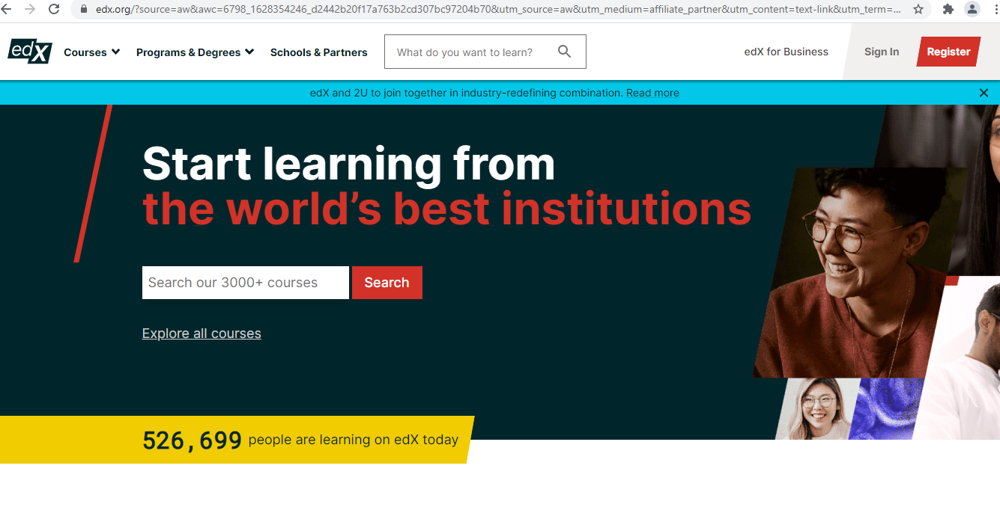 edx.org/?source=aw&awc=6798_1628354246_d2442b20f17a763b2cd307bc97204b70&utm_source=aw&utm_medium=affiliate_partner&utm_content=text-link&utm_term=...
edX Courses Programs & Degrees Schools & Partners What do you want to learn? edX for Business Sign In Register
edX and 2U to join together in industry-redefining combination. Read more
Start learning from
the world's best institutions
Search our 3000+ courses Search
Explore all courses
526,699 people are learning on edX today